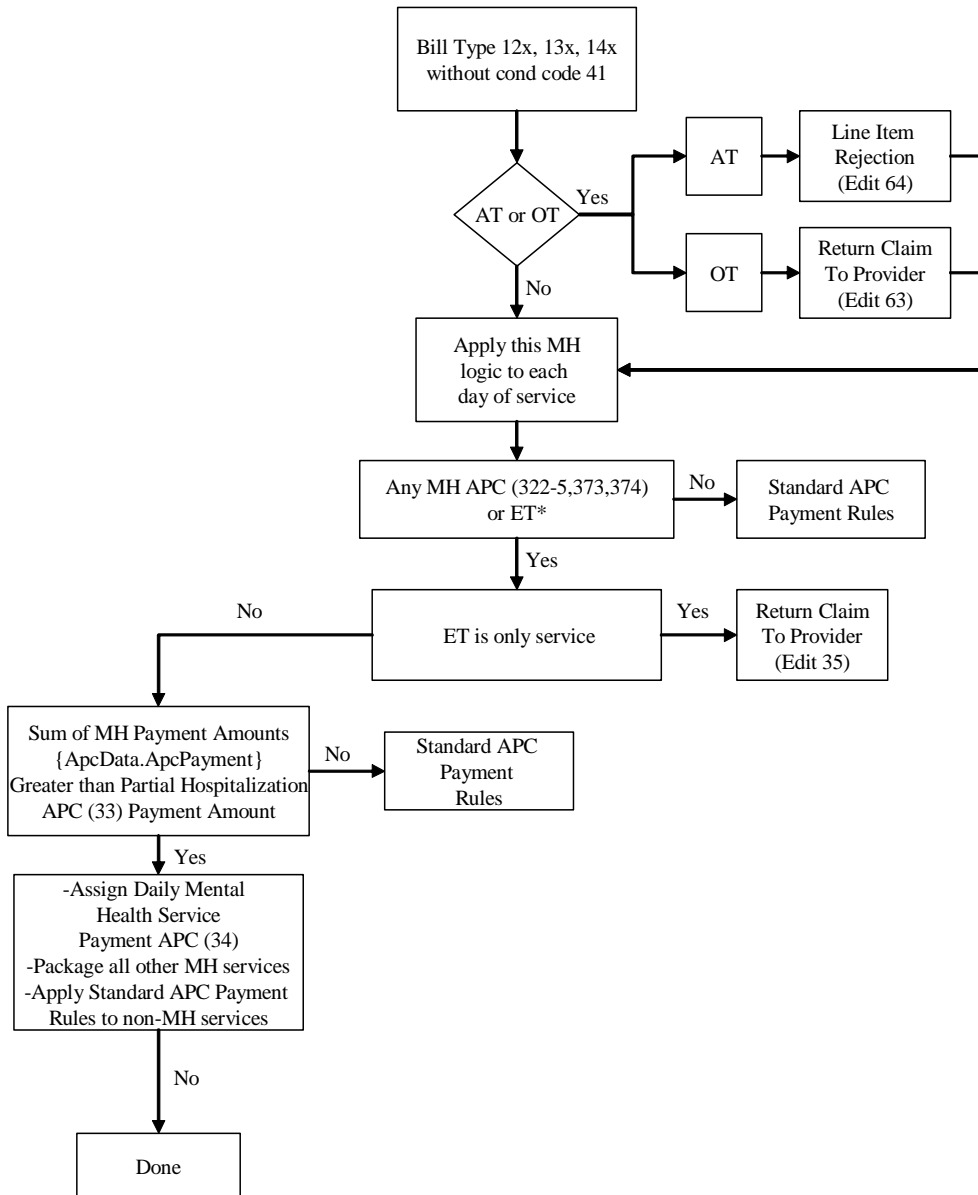 Bill Type 12x, 13x, 14x
without cond code 41
AT or OT
Yes
AT
Line Item
Rejection
(Edit 64)
OT
Return Claim
To Provider
(Edit 63)
No
Apply this MH
logic to each
day of service
Any MH APC (322-5,373,374)
or ET*
No
Standard APC
Payment Rules
Yes
ET is only service
No
Yes
Return Claim
To Provider
(Edit 35)
Sum of MH Payment Amounts
{ApcData.ApcPayment}
Greater than Partial Hospitalization
APC (33) Payment Amount
No
Standard APC
Payment
Rules
Yes
-Assign Daily Mental
Health Service
Payment APC (34)
-Package all other MH services
-Apply Standard APC Payment
Rules to non-MH services
No
Done